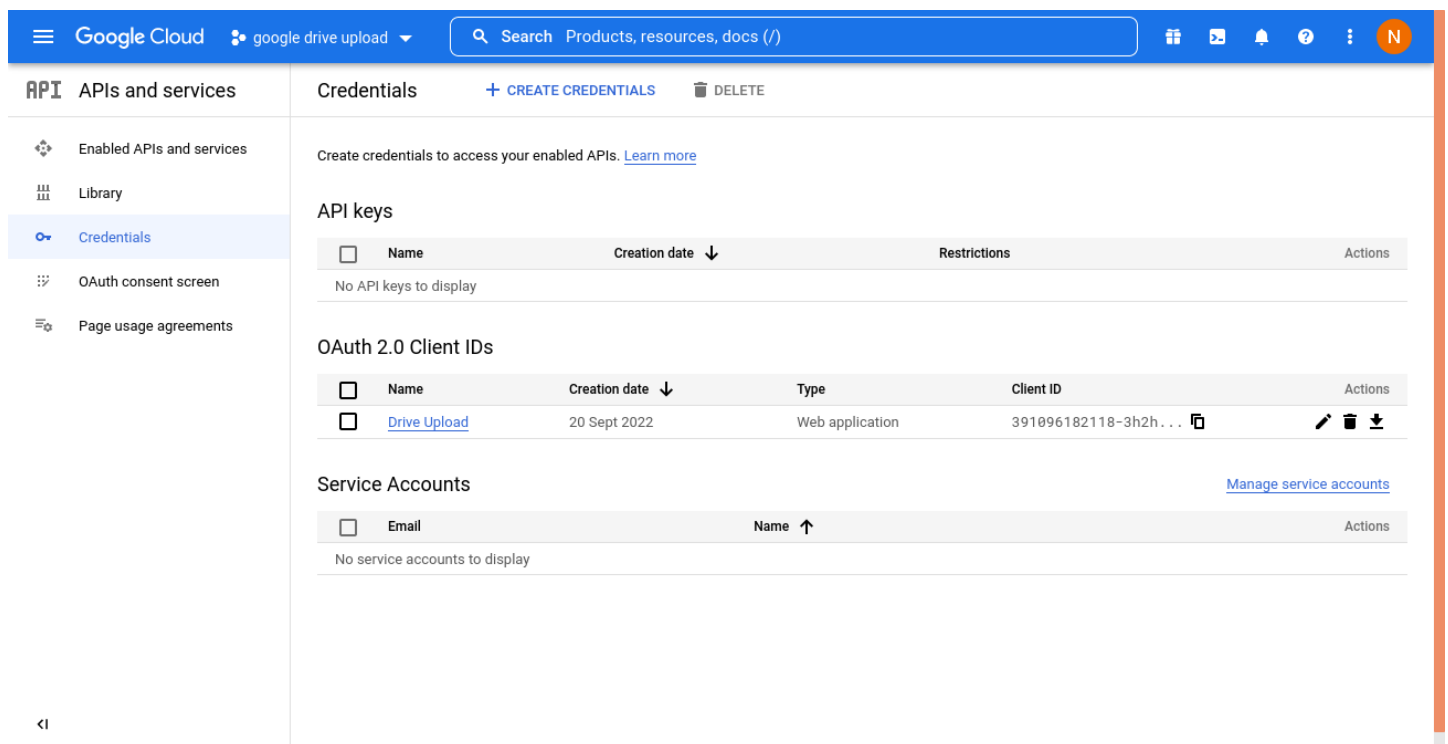 Google Cloud google drive upload Search Products, resources, docs (/) N
API APIs and services
Credentials + CREATE CREDENTIALS DELETE
Enabled APIs and services
Library
Credentials
OAuth consent screen
Page usage agreements
Create credentials to access your enabled APIs. Learn more
API keys
Name Creation date Restrictions Actions
No API keys to display
OAuth 2.0 Client IDs
Name Creation date Type Client ID Actions
Drive Upload 20 Sept 2022 Web application 391096182118-3h2h...
Service Accounts Manage service accounts
Email Name Actions
No service accounts to display